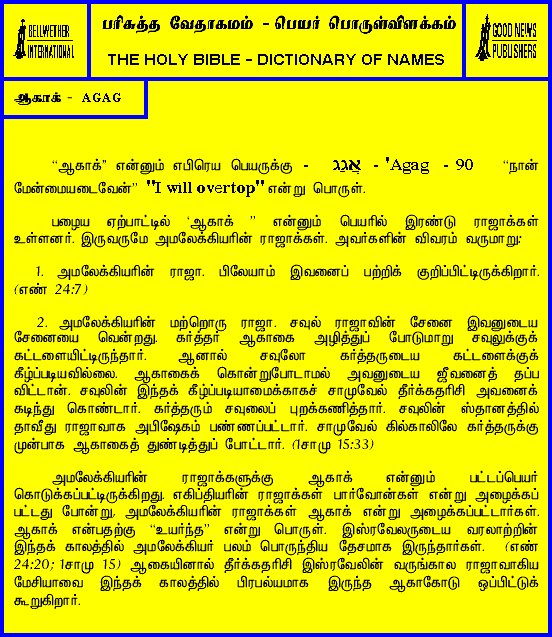 BELLWETHER
INTERNATIONAL
பரிசுத்த வேதாகமம் - பெயர் பொருள்விளக்கம்
THE HOLY BIBLE - DICTIONARY OF NAMES
GOOD NEWS
PUBLISHERS
ஆகாக் - AGAG
“ஆகாக்” என்னும் எபிரெய பெயருக்கு - אֲגַג - 'Agag - 90 “நான்
மேன்மையடைவேன்” "I will overtop" என்று பொருள்.
பழைய ஏற்பாட்டில் ‘ஆகாக் ” என்னும் பெயரில் இரண்டு ராஜாக்கள்
உள்ளனர். இருவருமே அமலேக்கியரின் ராஜாக்கள். அவர்களின் விவரம் வருமாறு:
1. அமலேக்கியரின் ராஜா. பிலேயாம் இவனைப் பற்றிக் குறிப்பிட்டிருக்கிறார்.
(எண் 24:7)
2. அமலேக்கியரின் மற்றொரு ராஜா. சவுல் ராஜாவின் சேனை இவனுடைய
சேனையை வென்றது. கர்த்தர் ஆகாகை அழித்துப் போடுமாறு சவுலுக்குக்
கட்டளையிட்டிருந்தார். ஆனால் சவுலோ கர்த்தருடைய கட்டளைக்குக்
கீழ்ப்படியவில்லை. ஆகாகைக் கொன்றுபோடாமல் அவனுடைய ஜீவனைத் தப்ப
விட்டான். சவுலின் இந்தக் கீழ்ப்படியாமைக்காகச் சாமுவேல் தீர்க்கதரிசி அவனைக்
கடிந்து கொண்டார். கர்த்தரும் சவுலைப் புறக்கணித்தார். சவுலின் ஸ்தானத்தில்
தாவீது ராஜாவாக அபிஷேகம் பண்ணப்பட்டார். சாமுவேல் கில்காலிலே கர்த்தருக்கு
முன்பாக ஆகாகைத் துண்டித்துப் போட்டார். (1சாமு 15:33)
அமலேக்கியரின் ராஜாக்களுக்கு ஆகாக் என்னும் பட்டப்பெயர்
கொடுக்கப்பட்டிருக்கிறது. எகிப்தியரின் ராஜாக்கள் பார்வோன்கள் என்று அழைக்கப்
பட்டது போன்று, அமலேக்கியரின் ராஜாக்கள் ஆகாக் என்று அழைக்கப்பட்டார்கள்.
ஆகாக் என்பதற்கு “உயர்ந்த” என்று பொருள். இஸ்ரவேலருடைய வரலாற்றின்
இந்தக் காலத்தில் அமலேக்கியர் பலம் பொருந்திய தேசமாக இருந்தார்கள். (எண்
24:20; 1சாமு 15) ஆகையினால் தீர்க்கதரிசி இஸ்ரவேலின் வருங்கால ராஜாவாகிய
மேசியாவை இந்தக் காலத்தில் பிரபல்யமாக இருந்த ஆகாகோடு ஒப்பிட்டுக்
கூறுகிறார்.